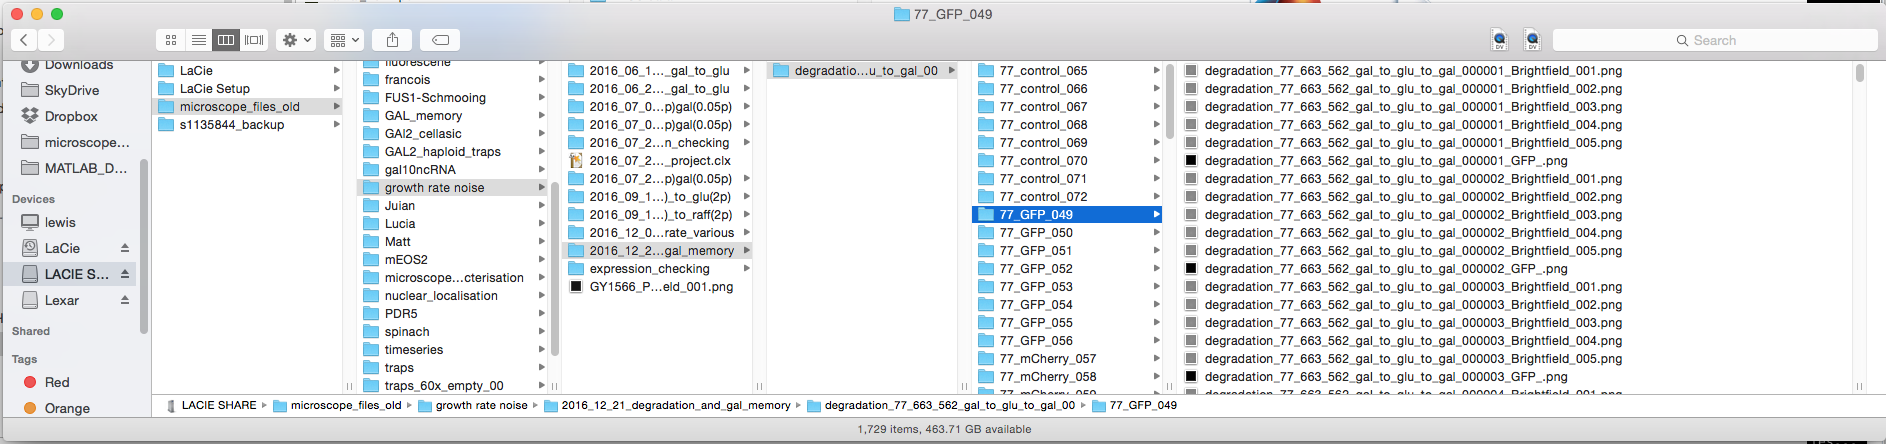 77_GFP_049
Search
Downloads
SkyDrive
Dropbox
microscope...
MATLAB_D...
Devices
lewis
LaCie
LACIE S...
Lexar
Shared
Tags
Red
Orange
LaCie
LaCie Setup
microscope_files_old
s1135844_backup
fluorescene
francois
FUS1-Schmooing
GAL_memory
GAl2_cellasic
GAL2_haploid_traps
gal10ncRNA
growth rate noise
Juian
Lucia
Matt
mEOS2
microscope...cterisation
nuclear_localisation
PDR5
spinach
timeseries
traps
traps_60x_empty_00
2016_06_1..._gal_to_glu
2016_06_2..._gal_to_glu
2016_07_0...p)gal(0.05p)
2016_07_0...p)gal(0.05p)
2016_07_2...n_checking
2016_07_2..._project.clx
2016_07_2...p)gal(0.05p)
2016_09_1...)_to_glu(2p)
2016_09_1...)_to_raff(2p)
2016_12_0...rate_various
2016_12_2...gal_memory
expression_checking
GY1566_P...eld_001.png
degradatio...u_to_gal_00
77_control_065
77_control_066
77_control_067
77_control_068
77_control_069
77_control_070
77_control_071
77_control_072
77_GFP_049
77_GFP_050
77_GFP_051
77_GFP_052
77_GFP_053
77_GFP_054
77_GFP_055
77_GFP_056
77_mCherry_057
77_mCherry_058
degradation_77_663_562_gal_to_glu_to_gal_000001_Brightfield_001.png
degradation_77_663_562_gal_to_glu_to_gal_000001_Brightfield_002.png
degradation_77_663_562_gal_to_glu_to_gal_000001_Brightfield_003.png
degradation_77_663_562_gal_to_glu_to_gal_000001_Brightfield_004.png
degradation_77_663_562_gal_to_glu_to_gal_000001_Brightfield_005.png
degradation_77_663_562_gal_to_glu_to_gal_000001_GFP_.png
degradation_77_663_562_gal_to_glu_to_gal_000002_Brightfield_001.png
degradation_77_663_562_gal_to_glu_to_gal_000002_Brightfield_002.png
degradation_77_663_562_gal_to_glu_to_gal_000002_Brightfield_003.png
degradation_77_663_562_gal_to_glu_to_gal_000002_Brightfield_004.png
degradation_77_663_562_gal_to_glu_to_gal_000002_Brightfield_005.png
degradation_77_663_562_gal_to_glu_to_gal_000002_GFP_.png
degradation_77_663_562_gal_to_glu_to_gal_000003_Brightfield_001.png
degradation_77_663_562_gal_to_glu_to_gal_000003_Brightfield_002.png
degradation_77_663_562_gal_to_glu_to_gal_000003_Brightfield_003.png
degradation_77_663_562_gal_to_glu_to_gal_000003_Brightfield_004.png
degradation_77_663_562_gal_to_glu_to_gal_000003_Brightfield_005.png
degradation_77_663_562_gal_to_glu_to_gal_000003_GFP_.png
LACIE SHARE microscope_files_old growth rate noise 2016_12_21_degradation_and_gal_memory degradation_77_663_562_gal_to_glu_to_gal_00 77_GFP_049
1,729 items, 463.71 GB available